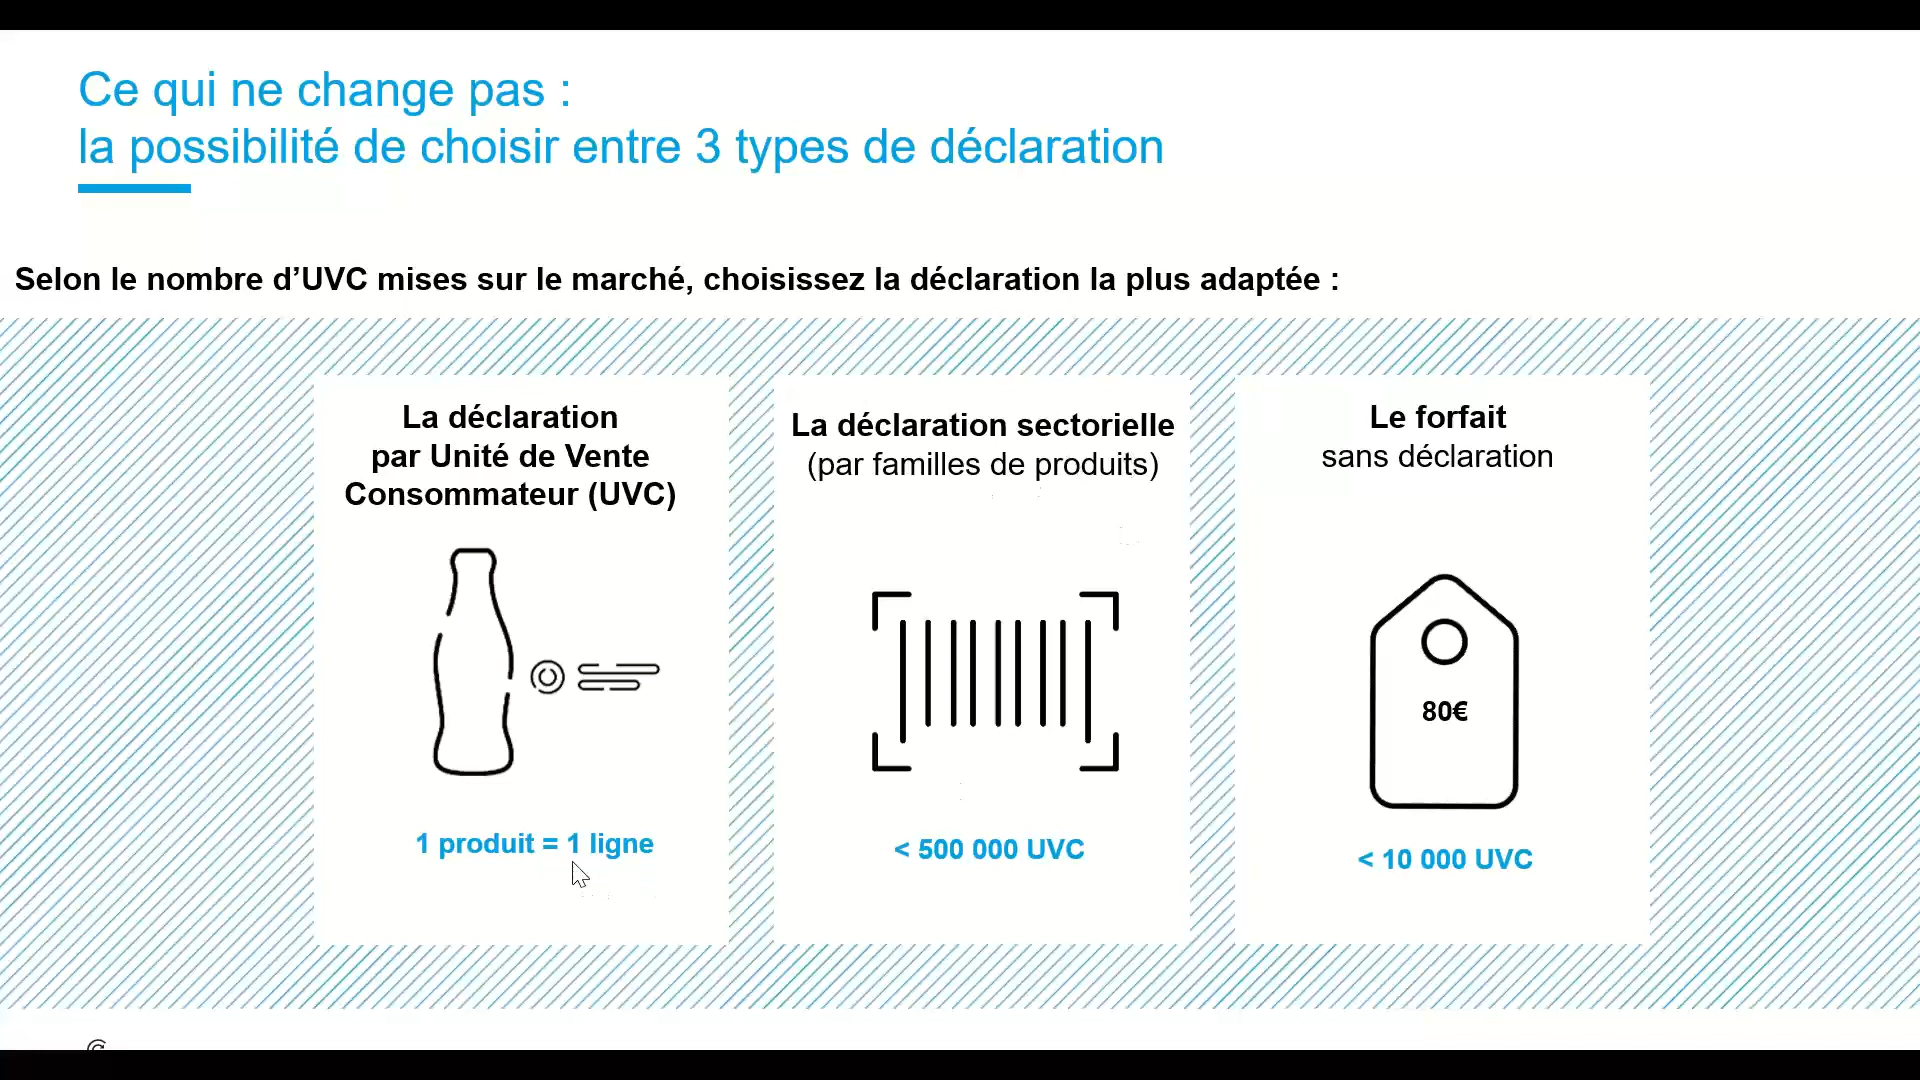 Ce qui ne change pas :
la possibilité de choisir entre 3 types de déclaration
Selon le nombre d’UVC mises sur le marché, choisissez la déclaration la plus adaptée :
La déclaration
par Unité de Vente
Consommateur (UVC)
1 produit = 1 ligne
La déclaration sectorielle
(par familles de produits)
< 500 000 UVC
Le forfait
sans déclaration
80€
< 10 000 UVC